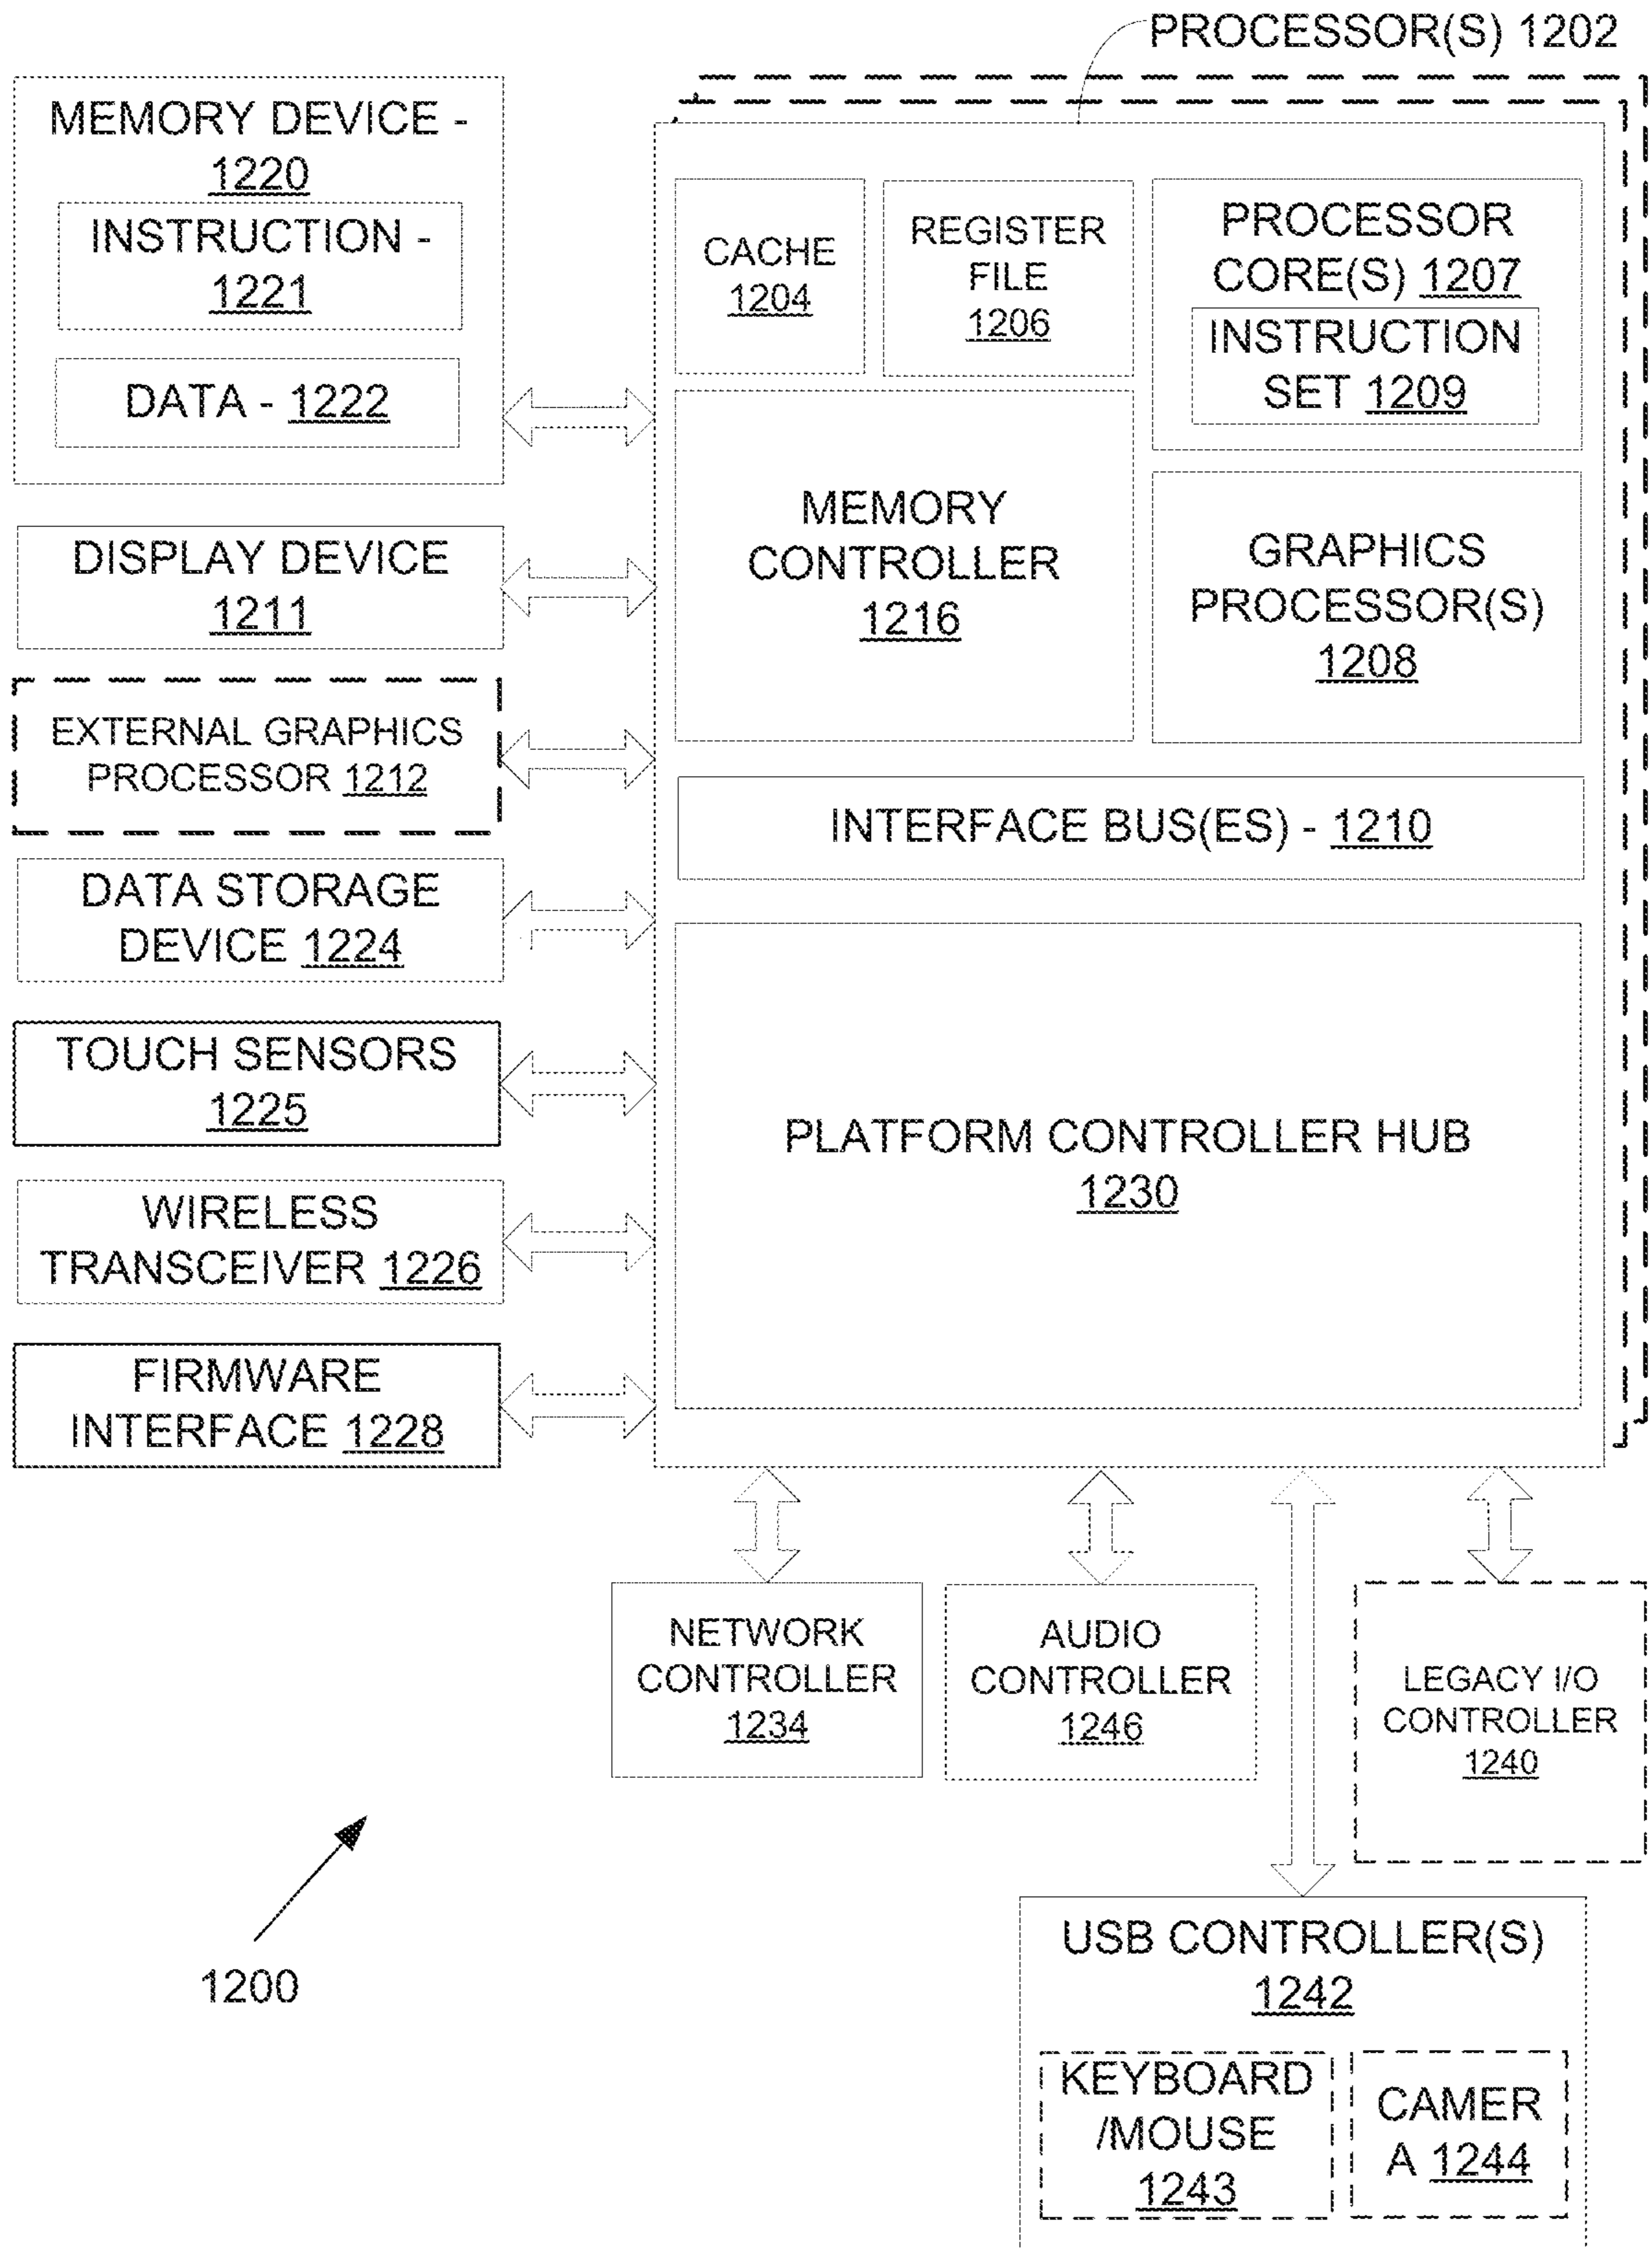 PROCESSOR(S) 1202
MEMORY DEVICE -
1220
INSTRUCTION -
1221
DATA - 1222
DISPLAY DEVICE
1211
EXTERNAL GRAPHICS
PROCESSOR 1212
DATA STORAGE
DEVICE 1224
TOUCH SENSORS
1225
WIRELESS
TRANSCEIVER 1226
FIRMWARE
INTERFACE 1228
CACHE
1204
REGISTER
FILE
1206
PROCESSOR
CORE(S) 1207
INSTRUCTION
SET 1209
MEMORY
CONTROLLER
1216
GRAPHICS
PROCESSOR(S)
1208
INTERFACE BUS(ES) - 1210
PLATFORM CONTROLLER HUB
1230
NETWORK
CONTROLLER
1234
AUDIO
CONTROLLER
1246
LEGACY I/O
CONTROLLER
1240
1200
USB CONTROLLER(S)
1242
KEYBOARD
/MOUSE
1243
CAMER
A 1244